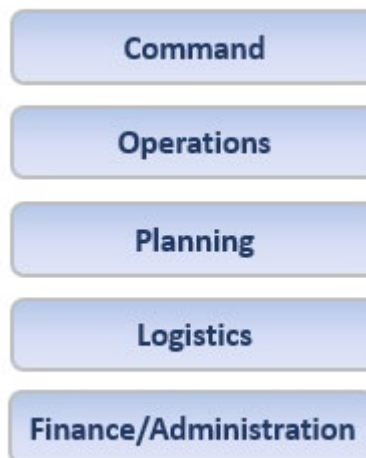 Command
Operations
Planning
Logistics
Finance/Administration